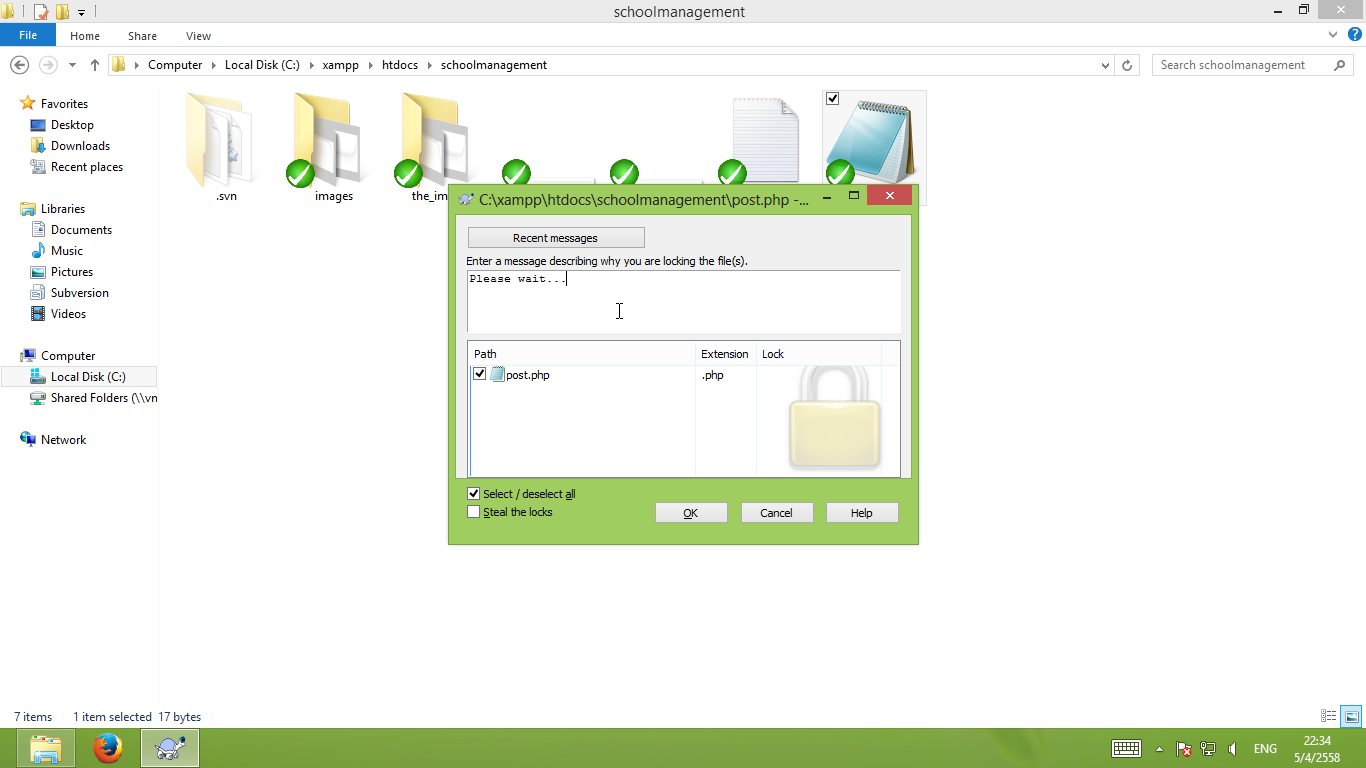 schoolmanagement
File Home Share View
Computer Local Disk (C:) xampp htdocs schoolmanagement
Search schoolmanagement
Favorites
Desktop
Downloads
Recent places
Libraries
Documents
Music
Pictures
Subversion
Videos
Computer
Local Disk (C:)
Shared Folders (\\vn
Network
.svn images the_im
C:\xampp\htdocs\schoolmanagement\post.php -...
Recent messages
Enter a message describing why you are locking the file(s).
Please wait...
Path Extension Lock
post.php .php
Select / deselect all
Steal the locks
OK Cancel Help
7 items 1 item selected 17 bytes
ENG
22:34
5/4/2558